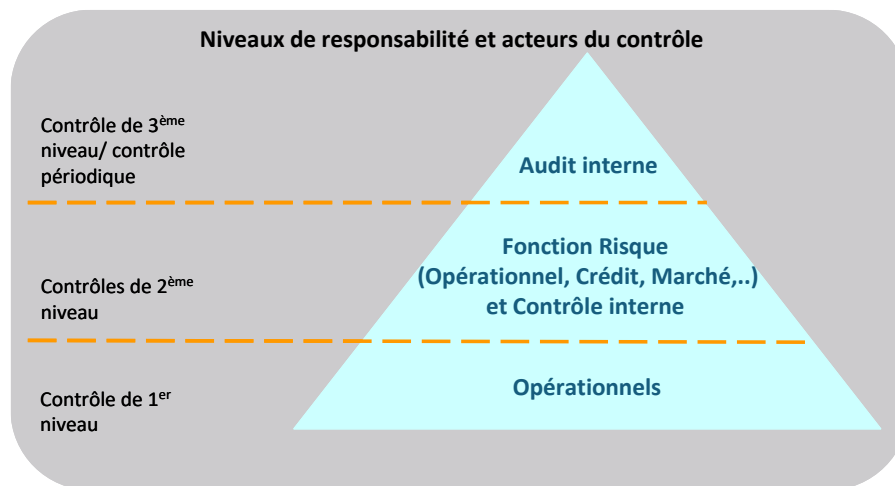 Niveaux de responsabilité et acteurs du contrôle
Contrôle de 3ème
niveau/ contrôle
périodique
Audit interne
Fonction Risque
(Opérationnel, Crédit, Marché,..)
et Contrôle interne
Contrôles de 2ème
niveau
Opérationnels
Contrôle de 1er
niveau